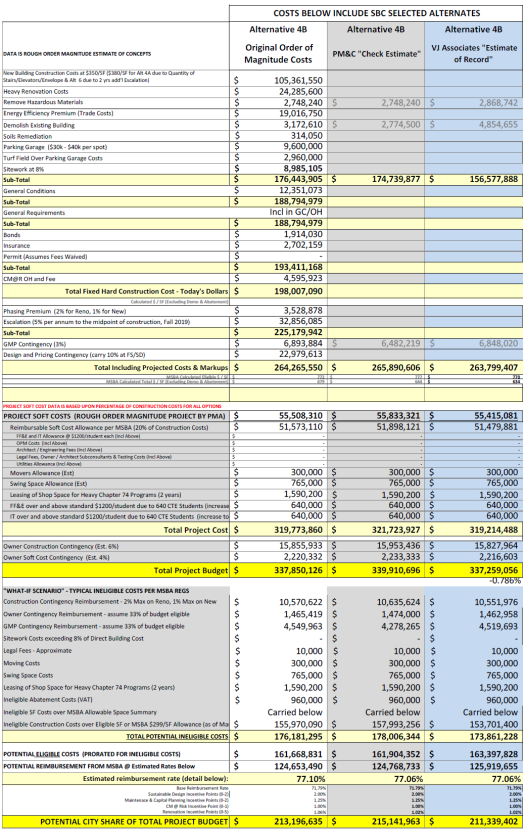 COSTS BELOW INCLUDE SBC SELECTED ALTERNATES
Alternative 4B Alternative 4B Alternative 4B
DATA IS ROUGH ORDER MAGNITUDE ESTIMATE OF CONCEPTS Original Order of Magnitude Costs PM&C "Check Estimate" VJ Associates "Estimate of Record"
New Building Construction Costs at $350/SF ($380/SF for Alt 4A due to Quantity of
Stairs/Elevators/Envelope & Alt 6 due to 2 yrs add'l Escalation) $ 105,361,550
Heavy Renovation Costs $ 24,285,600
Remove Hazardous Materials $ 2,748,240 $ 2,748,240 $ 2,868,742
Energy Efficiency Premium (Trade Costs) $ 19,016,750
Demolish Existing Building $ 3,172,610 $ 2,774,500 $ 4,854,655
Soils Remediation $ 314,050
Parking Garage ($30k - $40k per spot) $ 9,600,000
Turf Field Over Parking Garage Costs $ 2,960,000
Sitework at 8% $ 8,985,105
Sub-Total $ 176,443,905 $ 174,739,877 $ 156,577,888
General Conditions $ 12,351,073
Sub-Total $ 188,794,979
General Requirements Incl in GC/OH
Sub-Total $ 188,794,979
Bonds $ 1,914,030
Insurance $ 2,702,159
Permit (Assumes Fees Waived) $ -
Sub-Total $ 193,411,168
CM@R OH and Fee $ 4,595,923
Total Fixed Hard Construction Cost - Today's Dollars $ 198,007,090
Calculated $ / SF (Excluding Demo & Abatement)
Phasing Premium (2% for Reno, 1% for New) $ 3,528,878
Escalation (5% per annum to the midpoint of construction, Fall 2019) $ 32,856,085
Sub-Total $ 225,179,942
GMP Contingency (3%) $ 6,893,884 $ 6,482,219 $ 6,848,020
Design and Pricing Contingency (carry 10% at FS/SD) $ 22,979,613
Total Including Projected Costs & Markups $ 264,265,550 $ 265,890,606 $ 263,799,407
MSBA Calculated Eligible $ / SF
MSBA Calculated Total $ / SF (Excluding Demo & Abatement)
PROJECT SOFT COST DATA IS BASED UPON PERCENTAGE OF CONSTRUCTION COSTS FOR ALL OPTIONS
PROJECT SOFT COSTS (ROUGH ORDER MAGNITUDE PROJECT BY PMA) $ 55,508,310 $ 55,833,321 $ 55,415,081
Reimbursable Soft Cost Allowance per MSBA (20% of Construction Costs) $ 51,573,110 $ 51,898,121 $ 51,479,881
FF&E and IT Allowance @ $1200/student each (Incl Above) $ - - -
OPM Costs (Incl Above) $ - - -
Architect / Engineering Fees (Incl Above) $ - - -
Legal Fees, Owner / Architect Subconsultants & Testing Costs (Incl Above) $ - - -
Utilities Allowance (Incl Above) $ - - -
Movers Allowance (Est) $ 300,000 $ 300,000 $ 300,000
Swing Space Allowance (Est) $ 765,000 $ 765,000 $ 765,000
Leasing of Shop Space for Heavy Chapter 74 Programs (2 years) $ 1,590,200 $ 1,590,200 $ 1,590,200
FF&E over and above standard $1200/student due to 640 CTE Students (increase $ 640,000 $ 640,000 $ 640,000
IT over and above standard $1200/student due to 640 CTE Students (increase to $ 640,000 $ 640,000 $ 640,000
Total Project Cost $ 319,773,860 $ 321,723,927 $ 319,214,488
Owner Construction Contingency (Est. 6%) $ 15,855,933 $ 15,953,436 $ 15,827,964
Owner Soft Cost Contingency (Est. 4%) $ 2,220,332 $ 2,233,333 $ 2,216,603
Total Project Budget $ 337,850,126 $ 339,910,696 $ 337,259,056
-0.786%
"WHAT-IF SCENARIO" - TYPICAL INELIGIBLE COSTS PER MSBA REGS
Construction Contingency Reimbursement - 2% Max on Reno, 1% Max on New $ 10,570,622 $ 10,635,624 $ 10,551,976
Owner Contingency Reimbursement - assume 33% of budget eligible $ 1,465,419 $ 1,474,000 $ 1,462,958
GMP Contingency Reimbursement - assume 33% of budget eligible $ 4,549,963 $ 4,278,265 $ 4,519,693
Sitework Costs exceeding 8% of Direct Building Cost $ - $ - $ -
Legal Fees - Approximate $ 10,000 $ 10,000 $ 10,000
Moving Costs $ 300,000 $ 300,000 $ 300,000
Swing Space Costs $ 765,000 $ 765,000 $ 765,000
Leasing of Shop Space for Heavy Chapter 74 Programs (2 years) $ 1,590,200 $ 1,590,200 $ 1,590,200
Ineligible Abatement Costs (VAT) $ 960,000 $ 960,000 $ 960,000
Ineligible SF Costs over MSBA Allowable Space Summary Carried below Carried below Carried below
Ineligible Construction Costs over Eligible SF or MSBA $299/SF Allowance (as of Ma $ 155,970,090 $ 157,993,256 $ 153,701,400
TOTAL POTENTIAL INELIGIBLE COSTS $ 176,181,295 $ 178,006,344 $ 173,861,228
POTENTIAL ELIGIBLE COSTS (PRORATED FOR INELIGIBLE COSTS) $ 161,668,831 $ 161,904,352 $ 163,397,828
POTENTIAL REIMBURSEMENT FROM MSBA @ Estimated Rates Below $ 124,653,490 $ 124,768,733 $ 125,919,655
Estimated reimbursement rate (detail below): 77.10% 77.06% 77.06%
Base Reimbursement Rate 71.79% 71.79% 71.79%
Sustainable Design Incentive Points (0-2) 2.00% 2.00% 2.00%
Maintenance & Capital Planning Incentive Points (0-2) 1.25% 1.25% 1.25%
CM @ Risk Incentive Point (0-1) 1.00% 1.00% 1.00%
Renovation Incentive Points (0-5) 1.06% 1.02% 1.02%
POTENTIAL CITY SHARE OF TOTAL PROJECT BUDGET $ 213,196,635 $ 215,141,963 $ 211,339,402